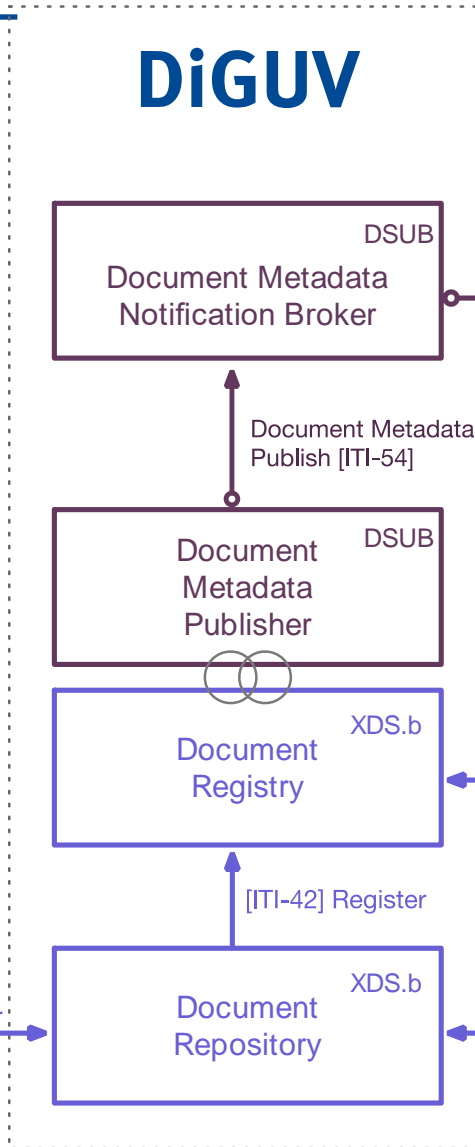 DiGUV
DSUB
Document Metadata
Notification Broker
Document Metadata
Publish [ITI-54]
DSUB
Document
Metadata
Publisher
XDS.b
Document
Registry
[ITI-42] Register
XDS.b
Document
Repository